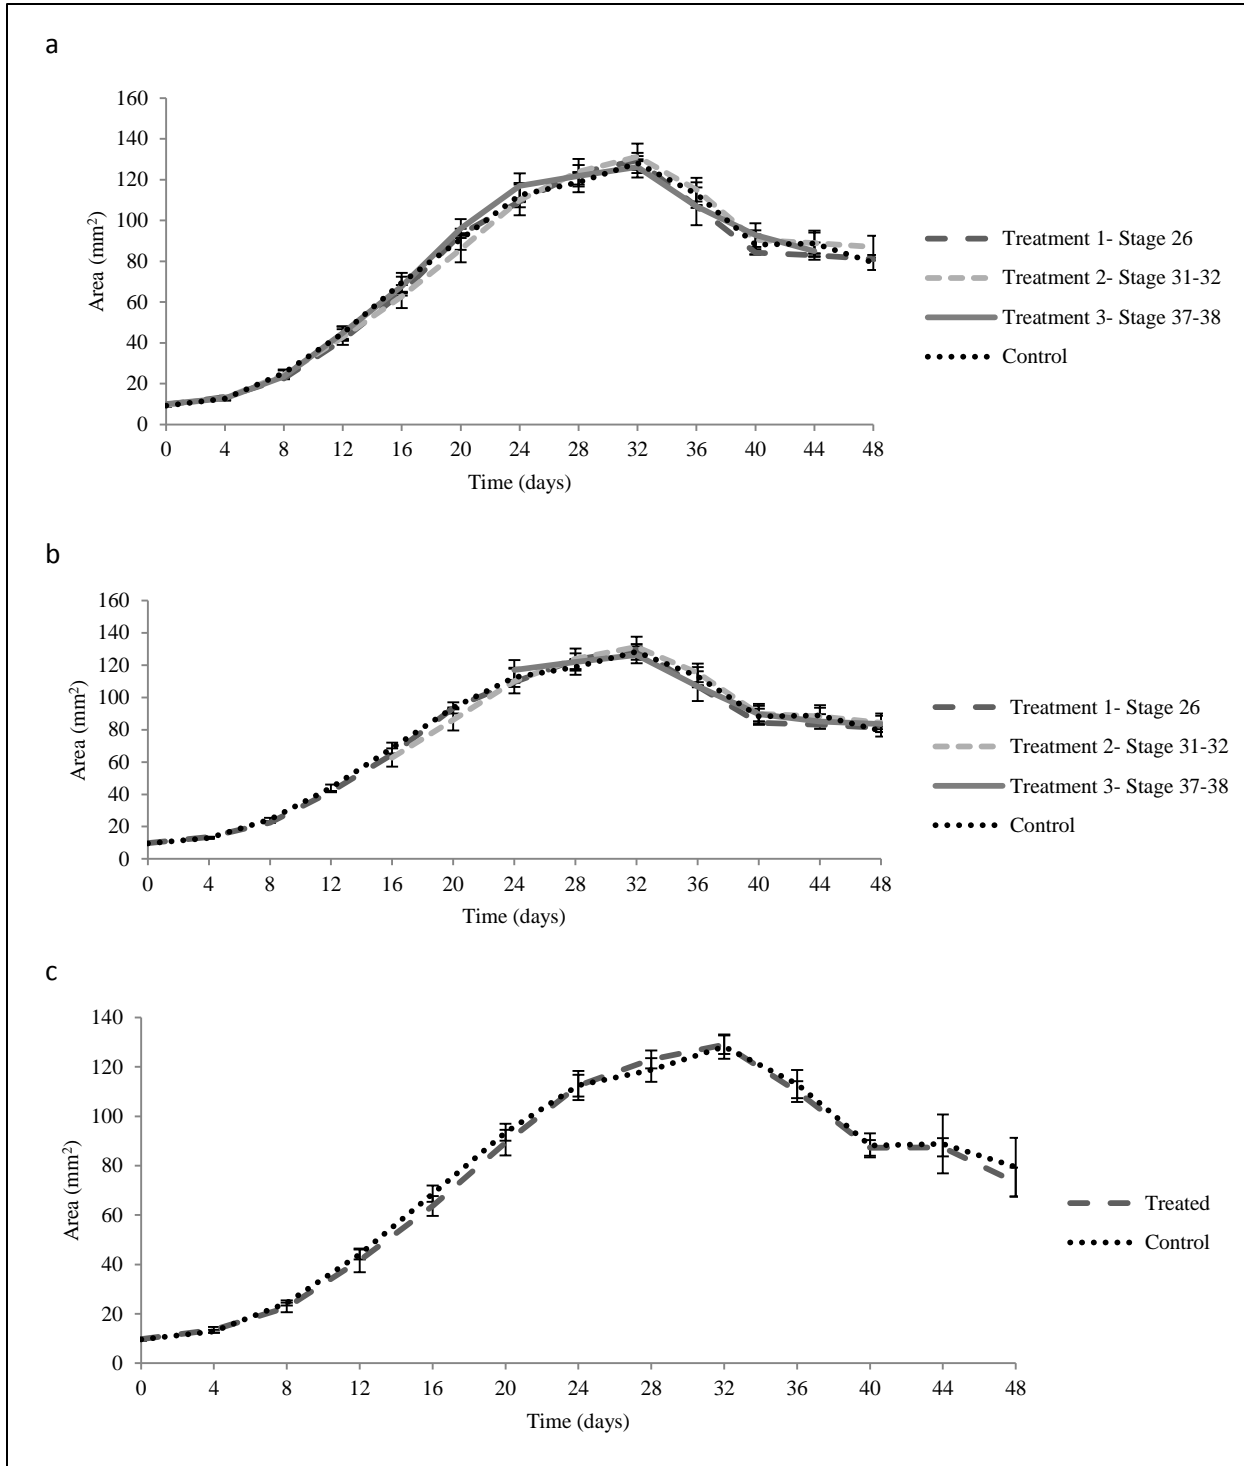 a
160
140
120
100
80
60
40
20
0
Area (mm²)
0 4 8 12 16 20 24 28 32 36 40 44 48
Time (days)
Treatment 1- Stage 26
Treatment 2- Stage 31-32
Treatment 3- Stage 37-38
Control
b
160
140
120
100
80
60
40
20
0
Area (mm²)
0 4 8 12 16 20 24 28 32 36 40 44 48
Time (days)
Treatment 1- Stage 26
Treatment 2- Stage 31-32
Treatment 3- Stage 37-38
Control
c
140
120
100
80
60
40
20
0
Area (mm²)
0 4 8 12 16 20 24 28 32 36 40 44 48
Time (days)
Treated
Control